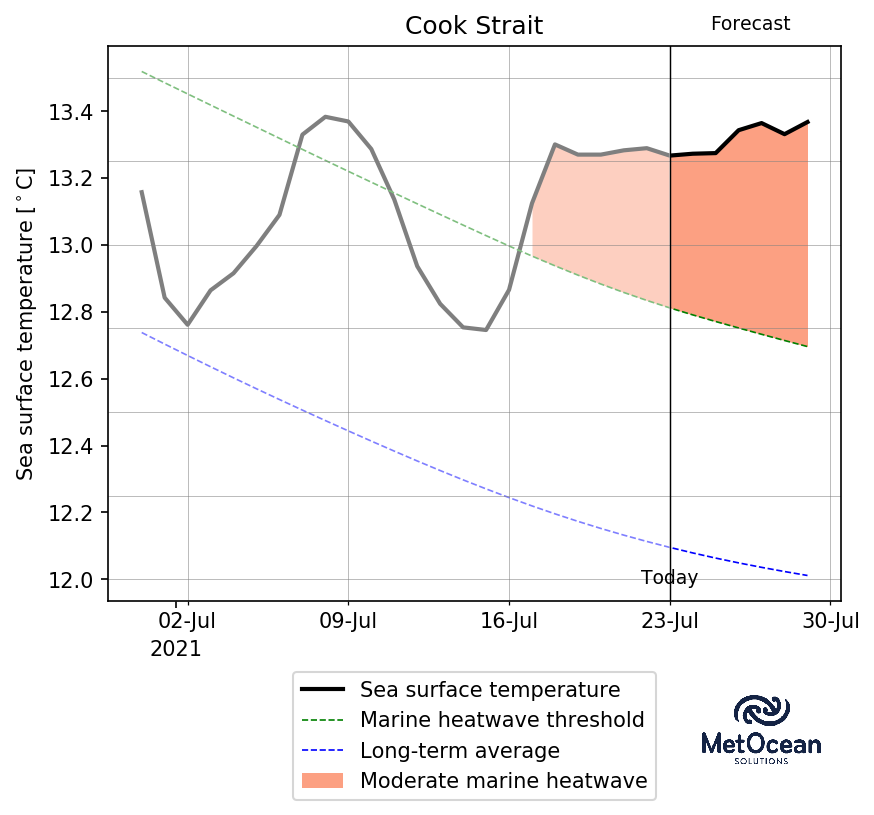 Cook Strait
Forecast
Sea surface temperature [°C]
13.4
13.2
13.0
12.8
12.6
12.4
12.2
12.0
Today
02-Jul
09-Jul
16-Jul
23-Jul
30-Jul
2021
Sea surface temperature
Marine heatwave threshold
Long-term average
Moderate marine heatwave
MetOcean
SOLUTIONS